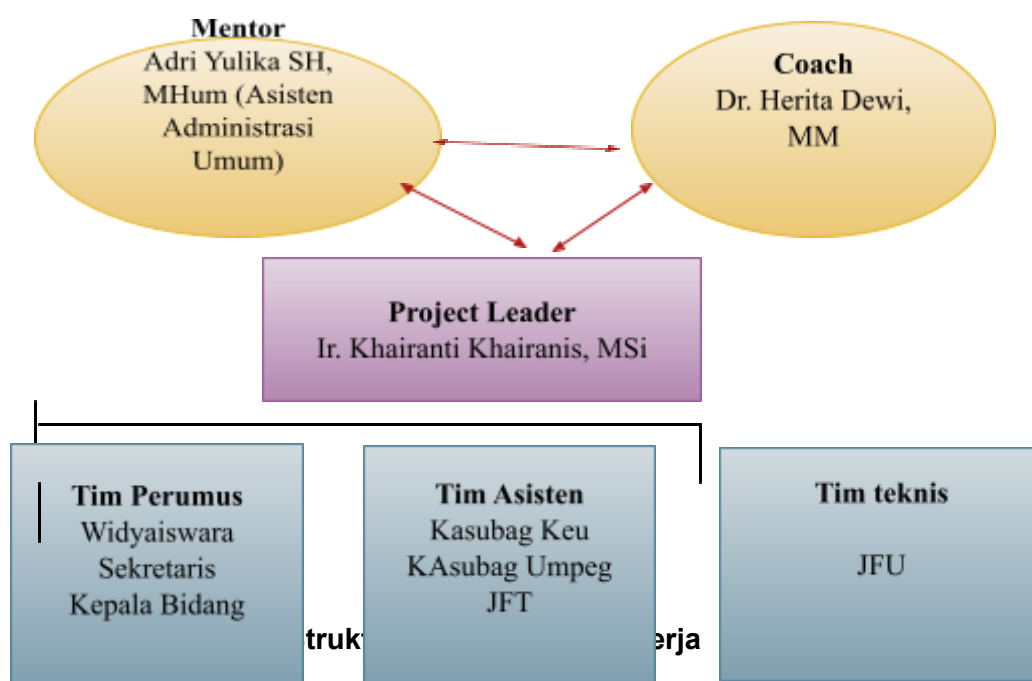 Mentor
Adri Yulika SH,
MHum (Asisten
Administrasi
Umum)
Coach
Dr. Herita Dewi,
MM
Project Leader
Ir. Khairanti Khairanis, MSi
Tim Perumus
Widyaiswara
Sekretaris
Kepala Bidang
Tim Asisten
Kasubag Keu
KAsubag Umpeg
JFT
Tim teknis
JFU